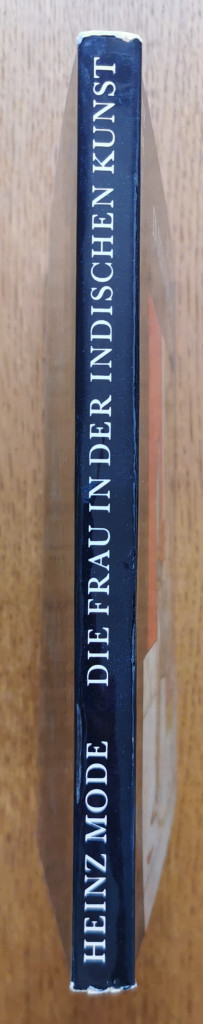 HEINZ MODE DIE FRAU IN DER INDISCHEN KUNST